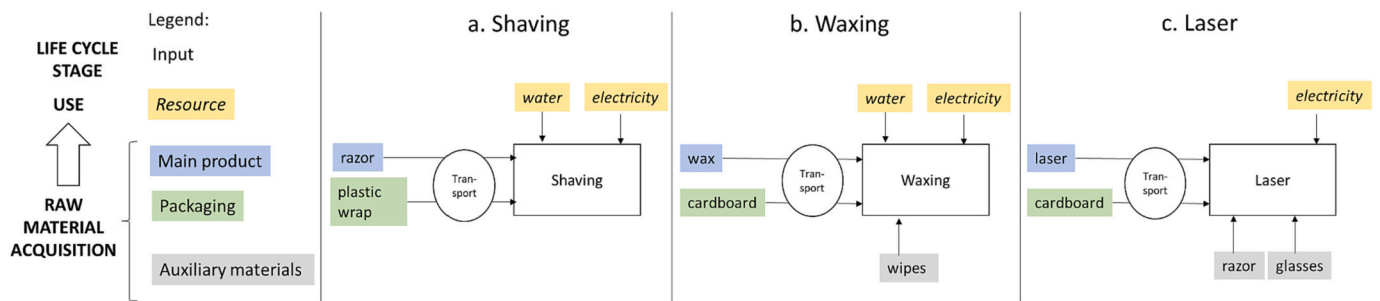 Legend:
Input
LIFE CYCLE
STAGE
USE
RAW
MATERIAL
ACQUISITION
Resource
Main product
Packaging
Auxiliary materials
a. Shaving
water
electricity
razor
plastic
wrap
Tran-
sport
Shaving
b. Waxing
water
electricity
wax
cardboard
Tran-
sport
Waxing
wipes
c. Laser
electricity
laser
cardboard
Tran-
sport
Laser
razor
glasses